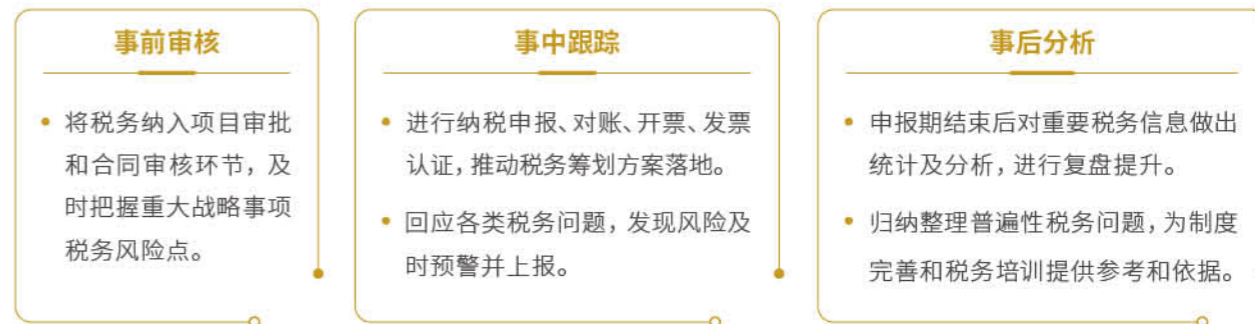 事前审核
• 将税务纳入项目审批
和合同审核环节，及
时把握重大战略事项
税务风险点。
事中跟踪
• 进行纳税申报、对账、开票、发票
认证，推动税务筹划方案落地。
• 回应各类税务问题，发现风险及
时预警并上报。
事后分析
• 申报期结束后对重要税务信息做出
统计及分析，进行复盘提升。
• 归纳整理普遍性税务问题，为制度
完善和税务培训提供参考和依据。